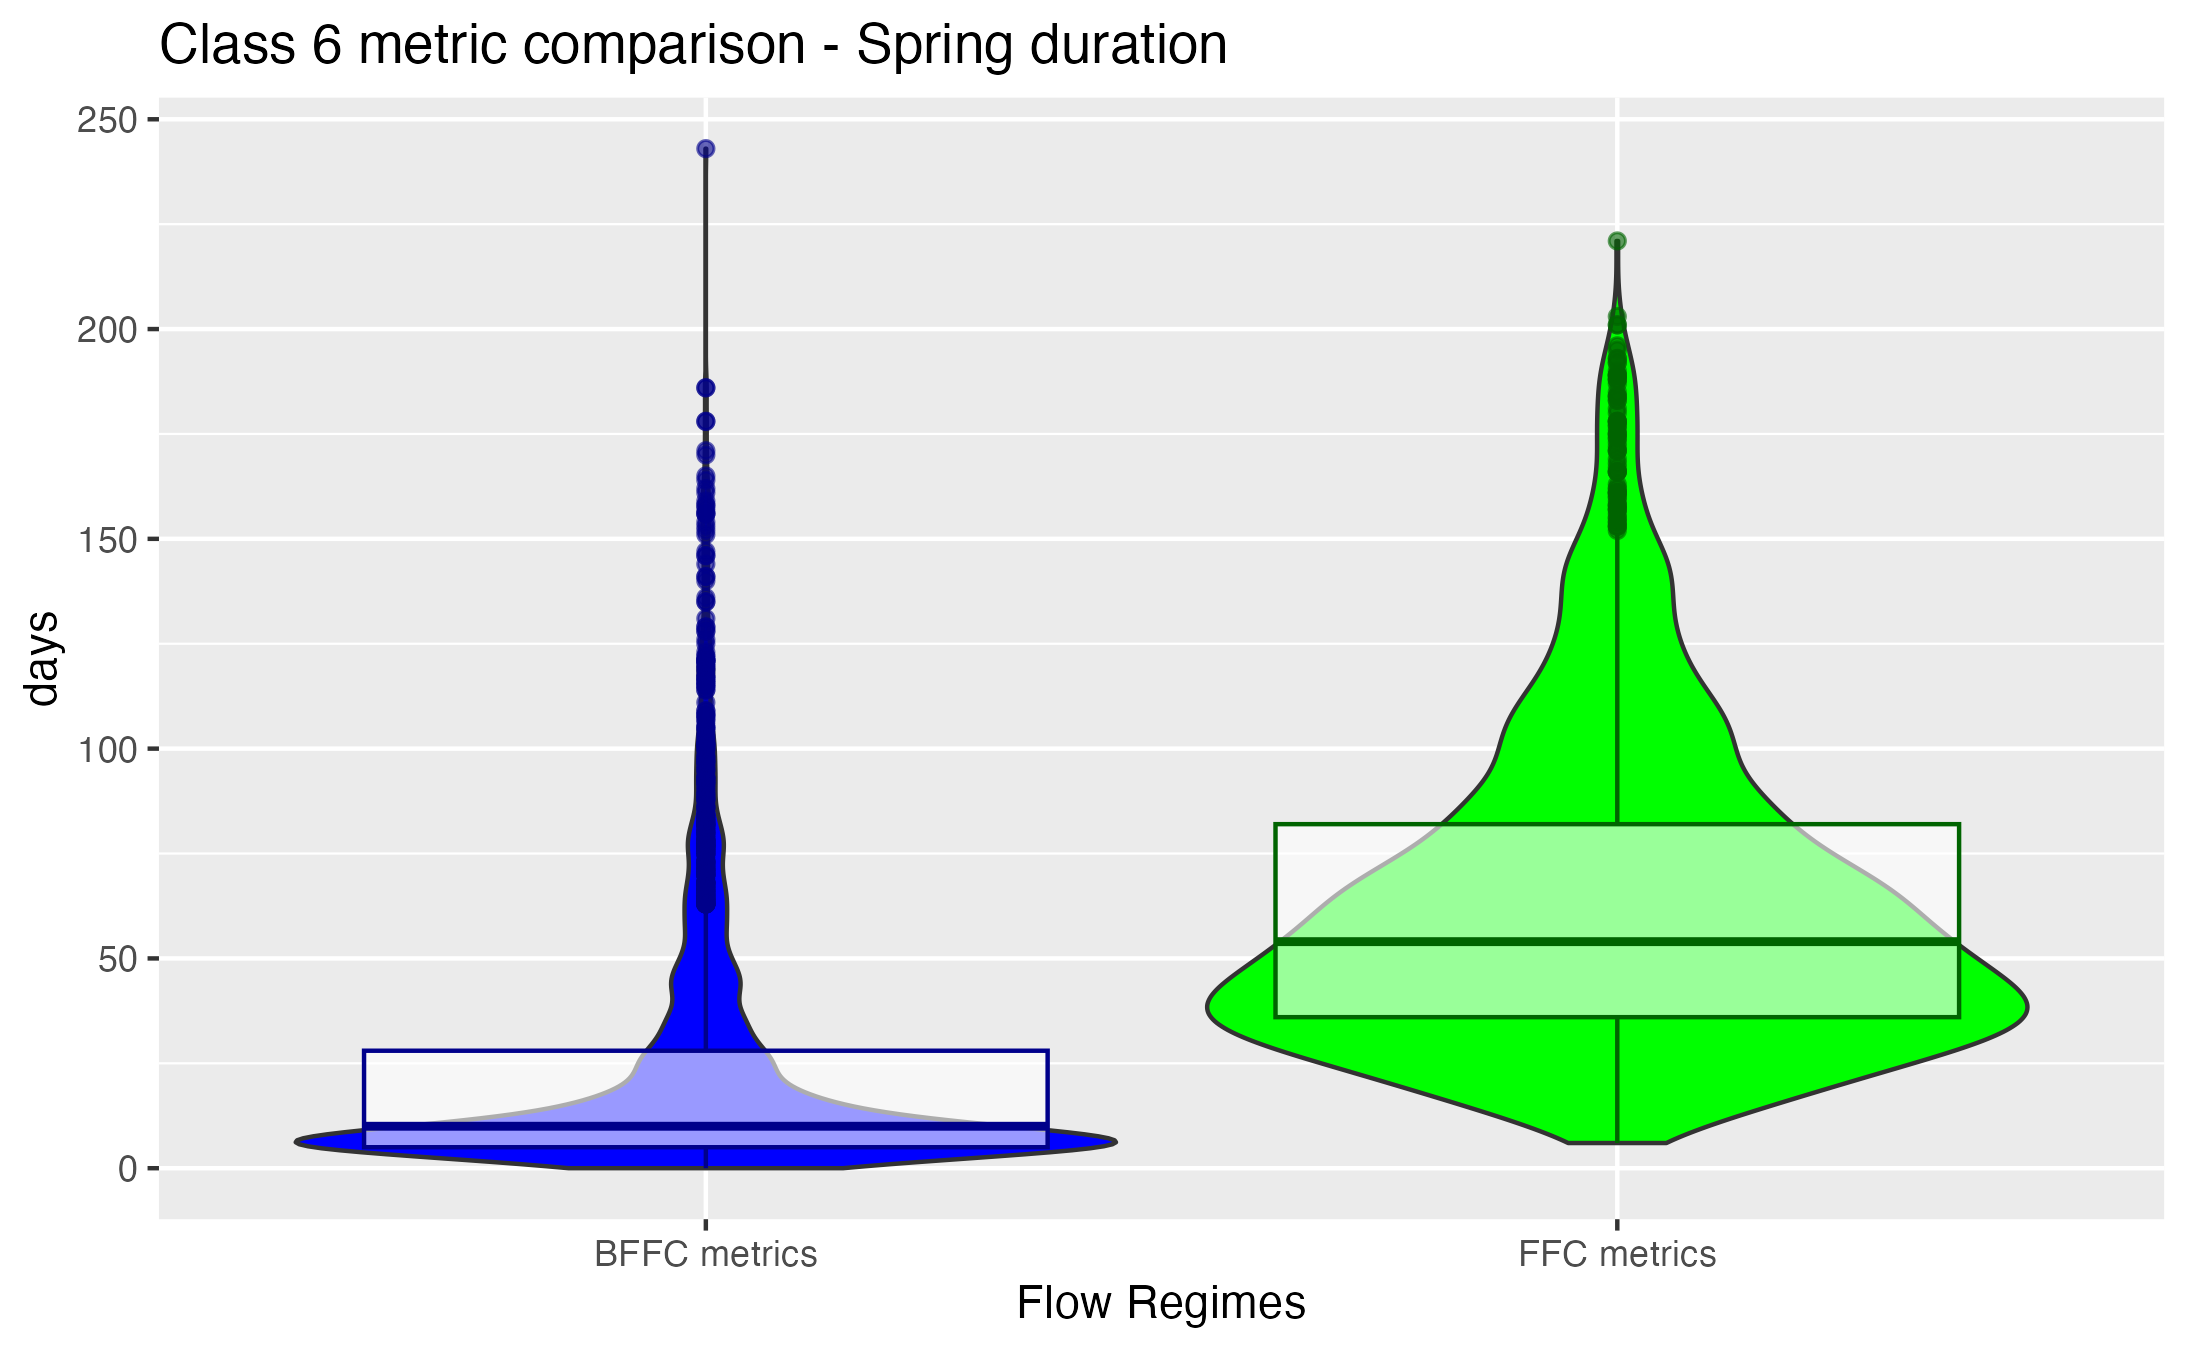 Class 6 metric comparison - Spring duration
250
200
150
100
50
0
days
BFFC metrics
FFC metrics
Flow Regimes